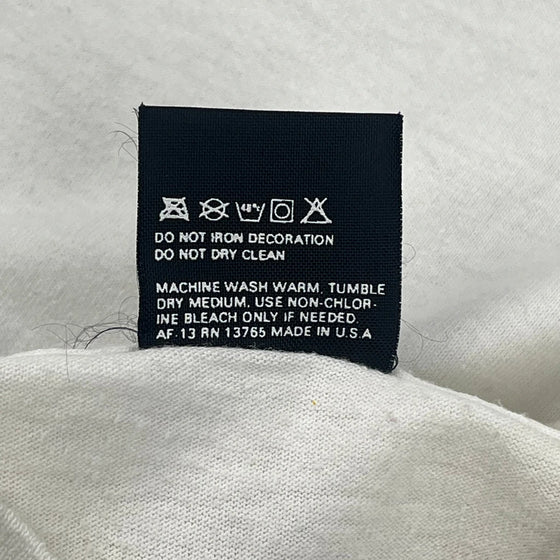 40°
DO NOT IRON DECORATION
DO NOT DRY CLEAN
MACHINE WASH WARM, TUMBLE
DRY MEDIUM, USE NON-CHLOR-
INE BLEACH ONLY IF NEEDED.
AF-13 RN 13765 MADE IN U.S.A